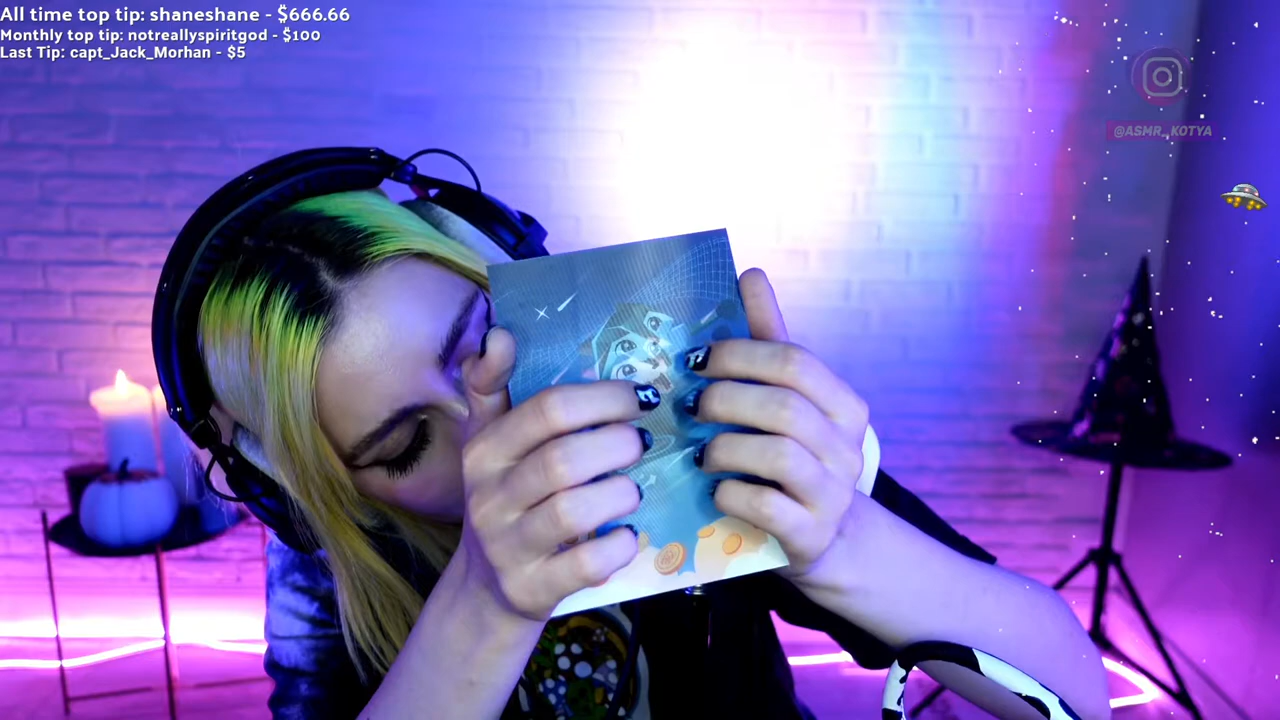 All time top tip: shaneshane - $666.66
Monthly top tip: notreallyspiritgod - $100
Last Tip: capt_Jack_Morhan - $5
@ASMR_KOTYA